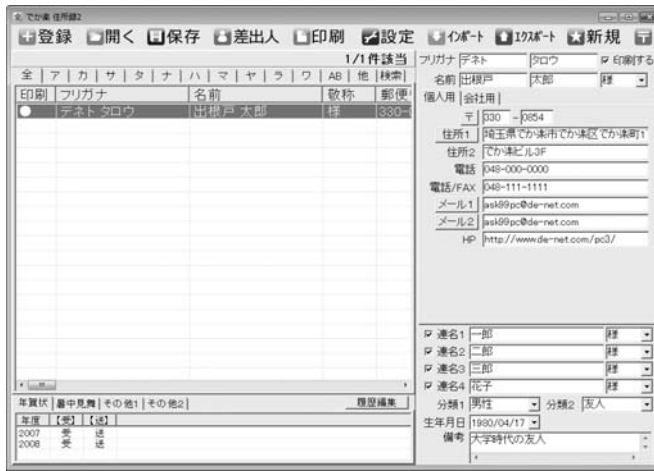 でか楽 住所録2
登録 開く 保存 差出人 印刷 設定 インポート エクスポート 新規 〒
1/1件該当
全 ア カ サ タ ナ ハ マ ヤ ラ ワ AB 他 検索
印刷 フリガナ 名前 敬称 郵便
デネト タロウ 出根戸 太郎 様 330-
年賀状 暑中見舞 その他1 その他2 履歴編集
年度 【受】 【送】
2007 受 送
2008 受 送
フリガナ デネト タロウ 印刷する
名前 出根戸 太郎 様
個人用 会社用
〒 330 - 0854
住所1 埼玉県でか楽市でか楽区でか楽町1
住所2 でか楽ビル3F
電話 048-000-0000
電話/FAX 048-111-1111
メール1 ask99pc@de-net.com
メール2 ask99pc@de-net.com
HP http://www.de-net.com/pc3/
連名1 一郎 様
連名2 二郎 様
連名3 三郎 様
連名4 花子 様
分類1 男性 分類2 友人
生年月日 1980/04/17
備考 大学時代の友人